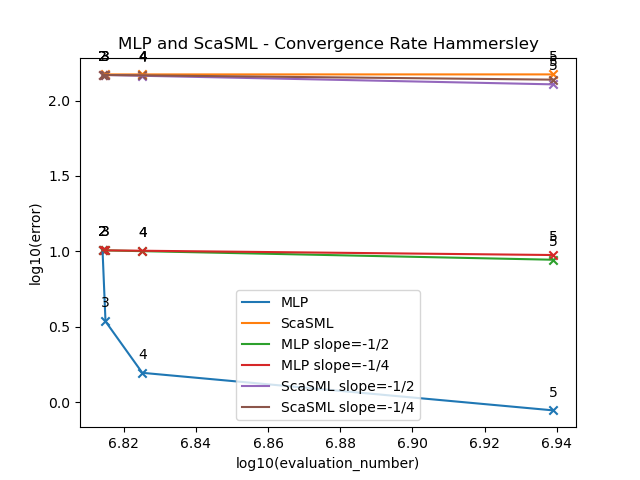 MLP and ScaSML - Convergence Rate Hammersley
2 3 4 5
5
5
2.0
1.5
2 3 4 5
5
1.0
log10(error)
3
0.5
4
5
0.0
MLP
ScaSML
MLP slope=-1/2
MLP slope=-1/4
ScaSML slope=-1/2
ScaSML slope=-1/4
6.82 6.84 6.86 6.88 6.90 6.92 6.94
log10(evaluation_number)